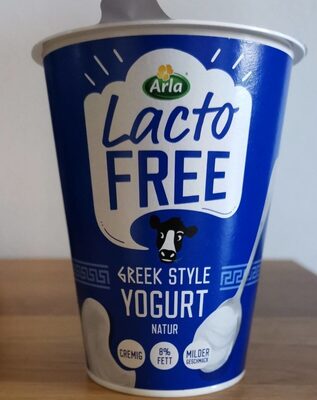 Arla
Lacto
FREE
GREEK STYLE
YOGURT
NATUR
CREMIG
8%
FETT
MILDER
GESCHMACK